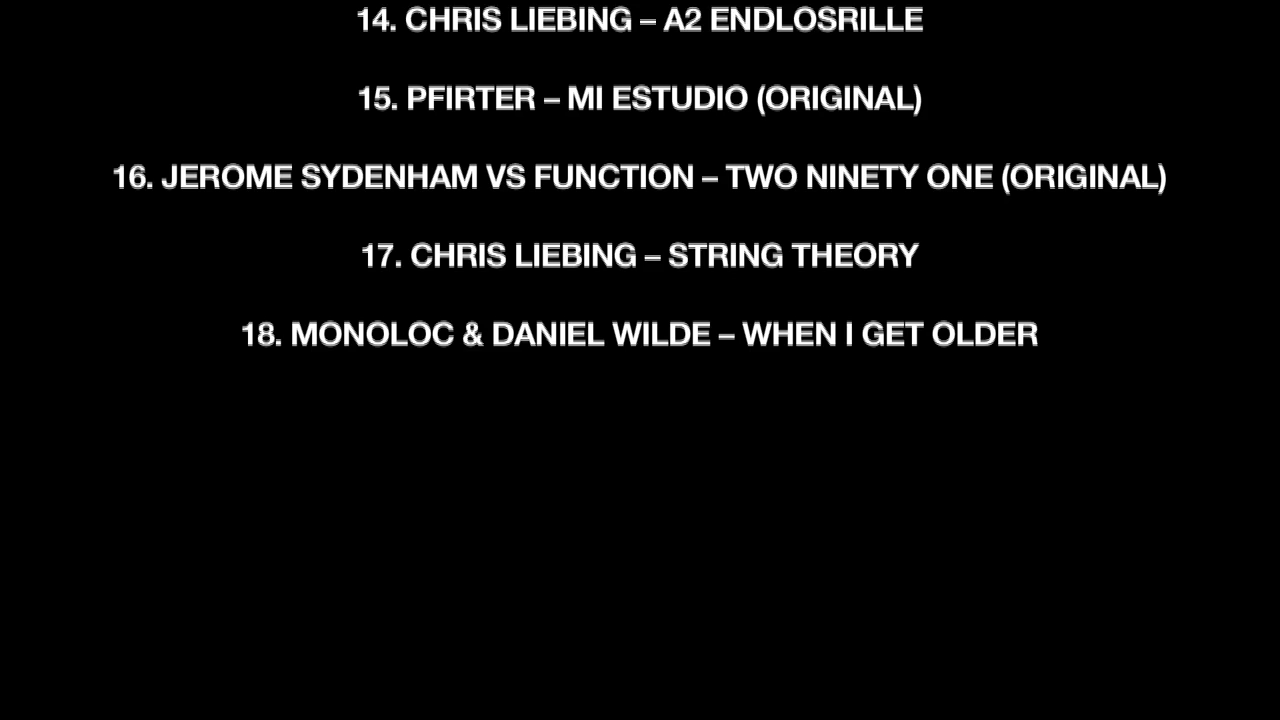 14. CHRIS LIEBING – A2 ENDLOSRILLE
15. PFIRTER – MI ESTUDIO (ORIGINAL)
16. JEROME SYDENHAM VS FUNCTION – TWO NINETY ONE (ORIGINAL)
17. CHRIS LIEBING – STRING THEORY
18. MONOLOC & DANIEL WILDE – WHEN I GET OLDER